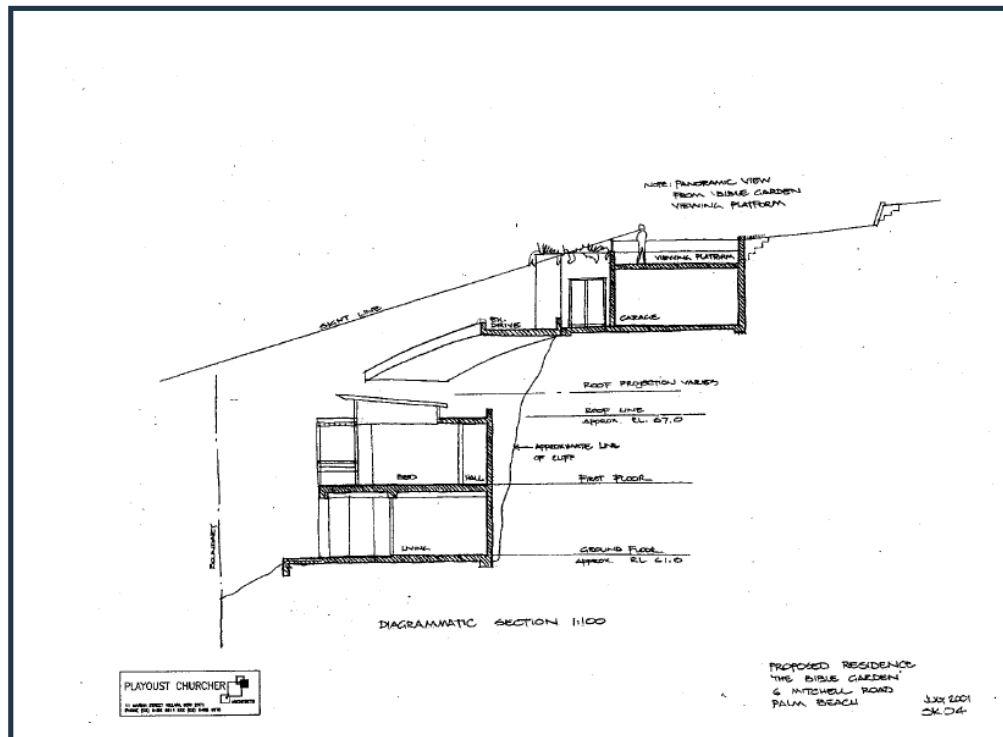 NOTE: PANORAMIC VIEW
FROM 'BIBLE GARDEN
VIEWING PLATFORM
VIEWING PLATFORM
SIGHT LINE
EX.
DRIVE
GARAGE
ROOF PROJECTION VARIES
ROOF LINE
APPROX. RL. 67.0
APPROXIMATE LINE
OF CLIFF
BED
HALL
FIRST FLOOR
BOUNDARY
LIVING
GROUND FLOOR
APPROX. RL 61.0
DIAGRAMMATIC SECTION 1:100
PLAYOUST CHURCHER
ARCHITECTS
PROPOSED RESIDENCE
'THE BIBLE GARDEN'
6 MITCHELL ROAD
PALM BEACH
JULY 2001
SK 04